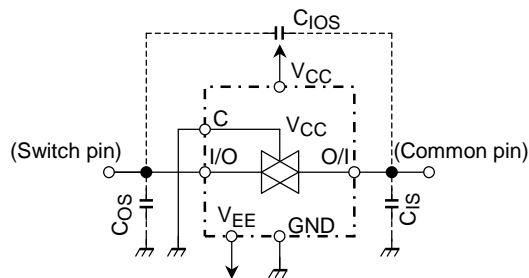 CIOS
VCC
C
VCC
(Switch pin)
I/O
O/I
(Common pin)
COS
VEE
GND
CIS